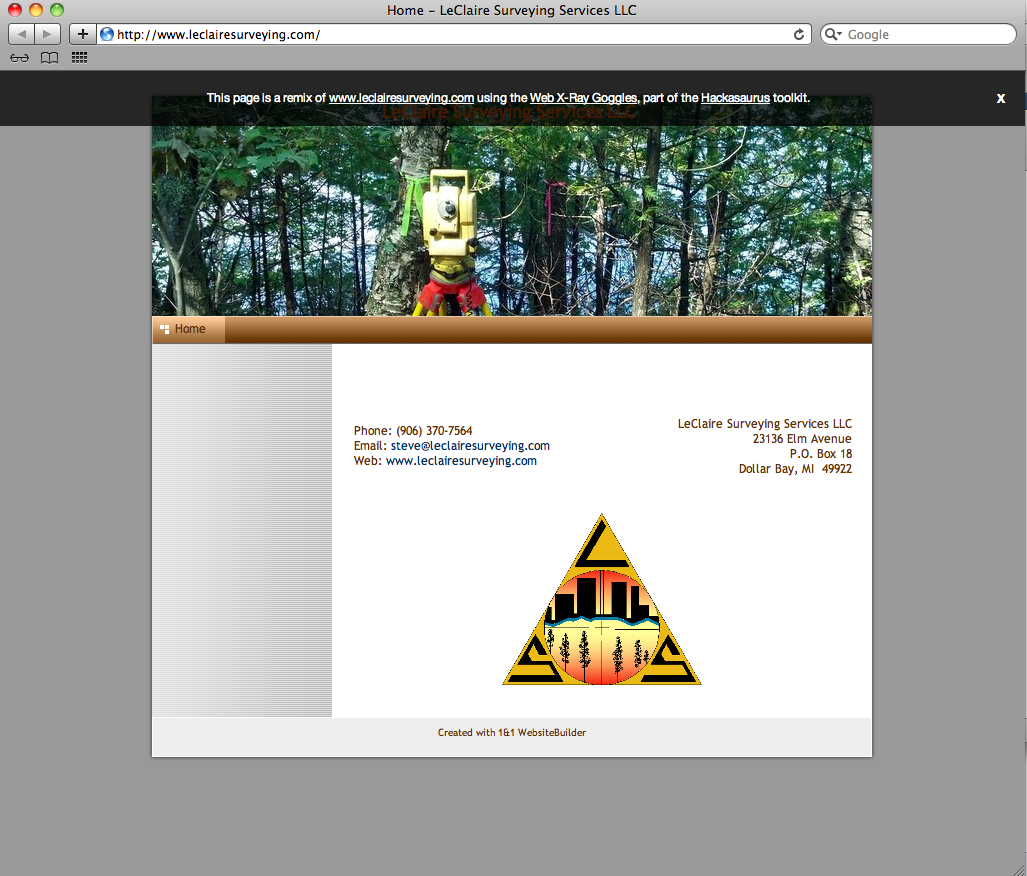 Home – LeClaire Surveying Services LLC
http://www.leclairesurveying.com/
Google
This page is a remix of www.leclairesurveying.com using the Web X-Ray Goggles, part of the Hackasaurus toolkit.
x
LeClaire Surveying Services LLC
Home
Phone: (906) 370-7564
Email: steve@leclairesurveying.com
Web: www.leclairesurveying.com
LeClaire Surveying Services LLC
23136 Elm Avenue
P.O. Box 18
Dollar Bay, MI  49922
L
S S
Created with 1&1 WebsiteBuilder